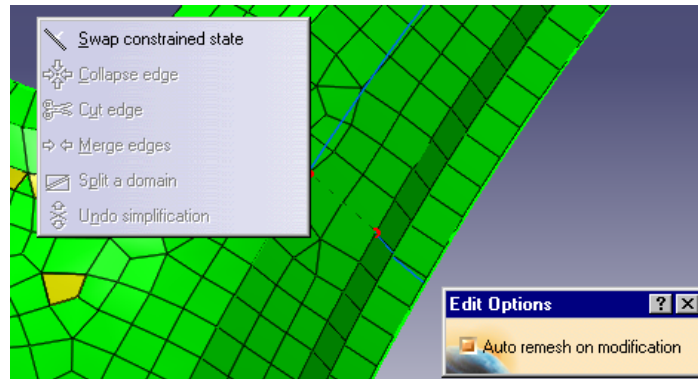 Swap constrained state
Collapse edge
Cut edge
Merge edges
Split a domain
Undo simplification
Edit Options ? X
Auto remesh on modification